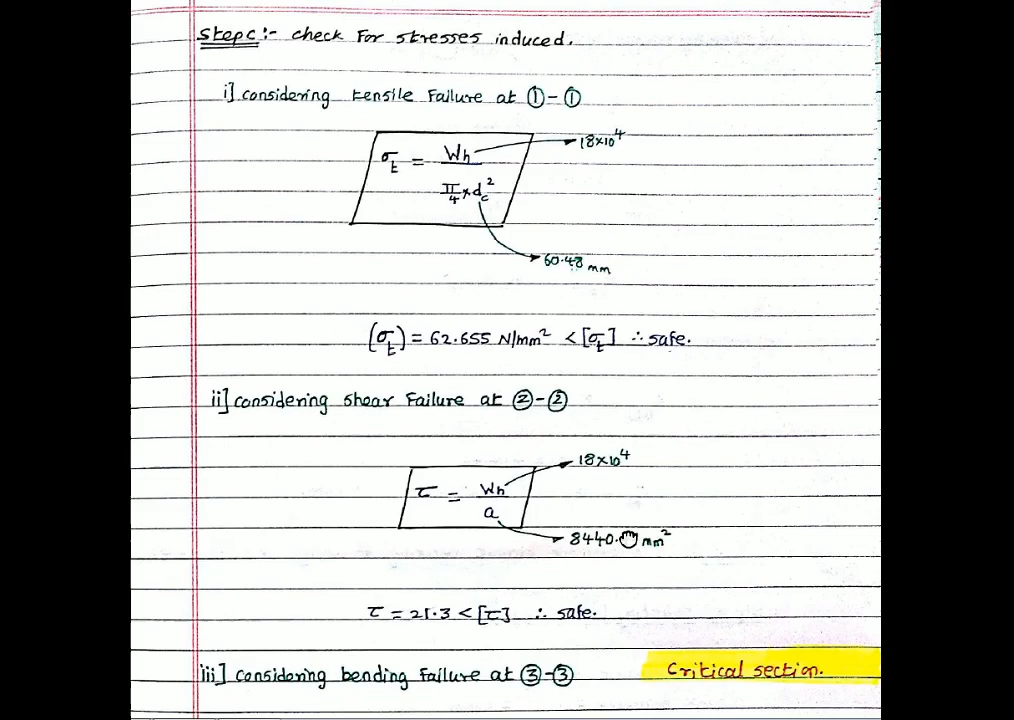 Step c:- check For stresses induced.
i] considering tensile Failure at ①-①
σt = Wh / π/4 × dc² → 18×10⁴
→ 60.48 mm
(σt) = 62.655 N/mm² < [σt] ∴ safe.
ii] considering shear Failure at ②-②
τ = Wh / a → 18×10⁴
→ 8440. mm²
τ = 21.3 < [τ] ∴ safe.
iii] considering bending Failure at ③-③ Critical section.